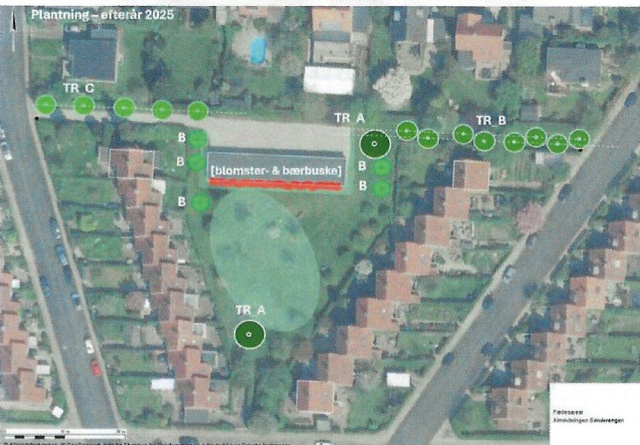 Plantning – efterår 2025
TR_C
TR_A
TR_B
B
B
B
B
B
[blomster- & bærbuske]
TR_A
Fællesareal